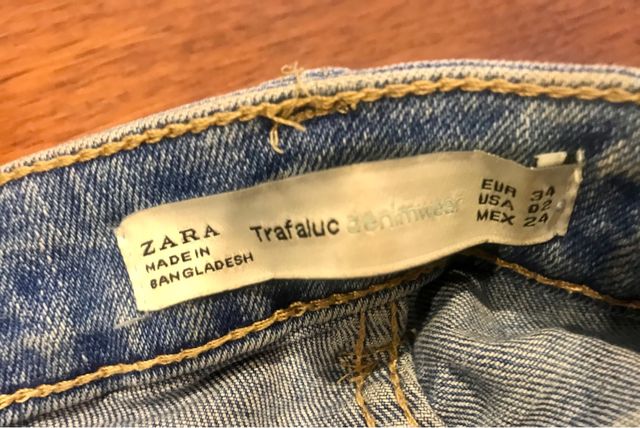 ZARA
MADE IN
BANGLADESH
Trafaluc denimwear
EUR 34
USA 02
MEX 24